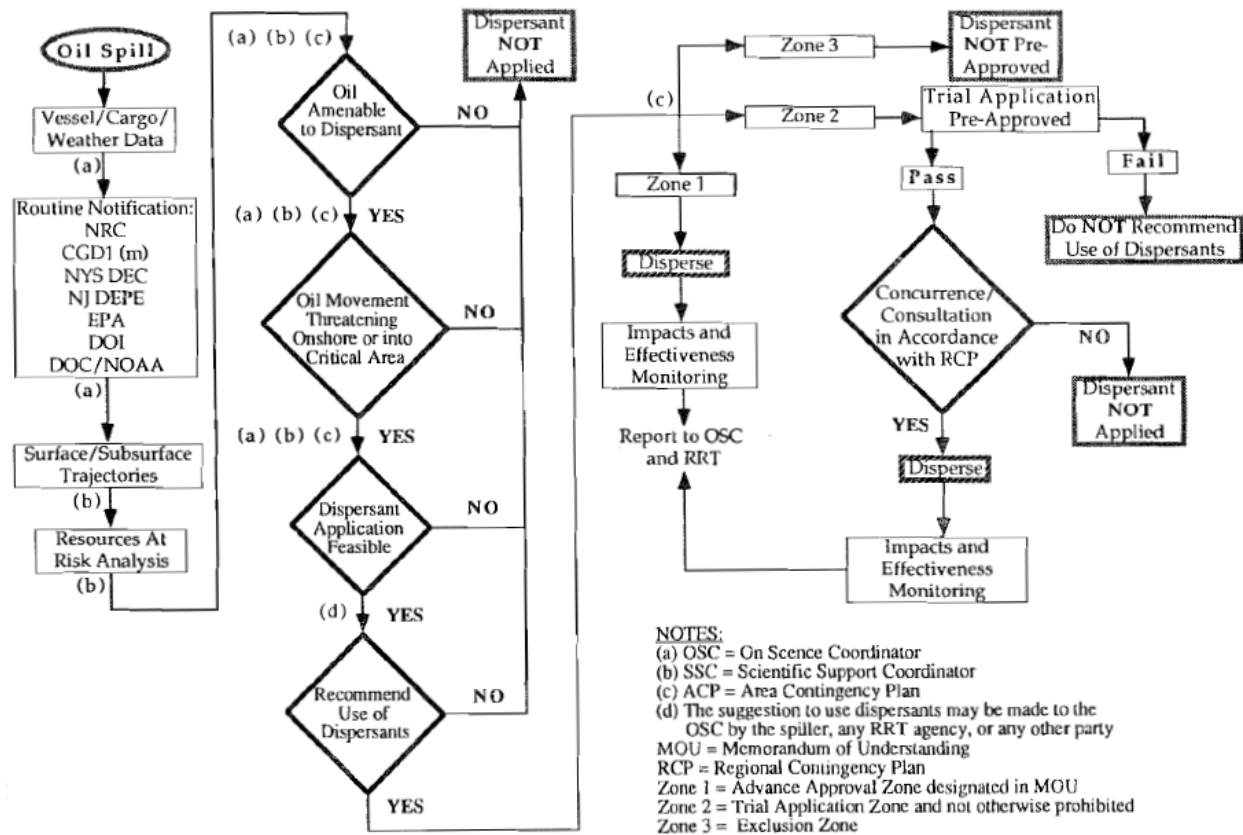 Oil Spill
Vessel/Cargo/
Weather Data
(a)
Routine Notification:
NRC
CGD1 (m)
NYS DEC
NJ DEPE
EPA
DOI
DOC/NOAA
(a)
Surface/Subsurface
Trajectories
(b)
Resources At
Risk Analysis
(b)
(a) (b) (c)
Oil
Amenable
to Dispersant
NO
Dispersant
NOT
Applied
(a) (b) (c) YES
Oil Movement
Threatening
Onshore or into
Critical Area
NO
(a) (b) (c) YES
Dispersant
Application
Feasible
NO
(d) YES
Recommend
Use of
Dispersants
NO
YES
(c)
Zone 3
Dispersant
NOT Pre-
Approved
Zone 2
Trial Application
Pre-Approved
Zone 1
Disperse
Impacts and
Effectiveness
Monitoring
Report to OSC
and RRT
Pass
Fail
Do NOT Recommend
Use of Dispersants
Concurrence/
Consultation
in Accordance
with RCP
NO
Dispersant
NOT
Applied
YES
Disperse
Impacts and
Effectiveness
Monitoring
NOTES:
(a) OSC = On Scence Coordinator
(b) SSC = Scientific Support Coordinator
(c) ACP = Area Contingency Plan
(d) The suggestion to use dispersants may be made to the
OSC by the spiller, any RRT agency, or any other party
MOU = Memorandum of Understanding
RCP = Regional Contingency Plan
Zone 1 = Advance Approval Zone designated in MOU
Zone 2 = Trial Application Zone and not otherwise prohibited
Zone 3 = Exclusion Zone